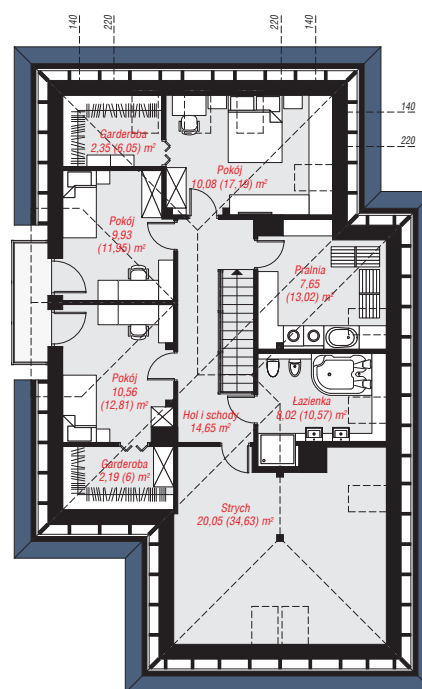 140
220
220
140
140
220
Garderoba
2,35 (6.05) m²
Pokój
10,08 (17,19) m²
Pokój
9,93
(11,95) m²
Pralnia
7,65
(13,02) m²
Pokój
10,56
(12,81) m²
Łazienka
8,02 (10,57) m²
Hol i schody
14,65 m²
Garderoba
2,19 (6) m²
Strych
20,05 (34,63) m²